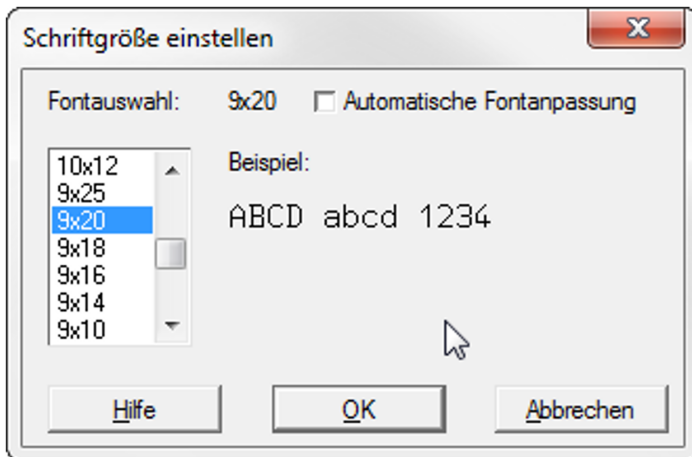 Schriftgröße einstellen
Fontauswahl: 9x20 Automatische Fontanpassung
10x12
9x25
9x20
9x18
9x16
9x14
9x10
Beispiel:
ABCD abcd 1234
Hilfe OK Abbrechen